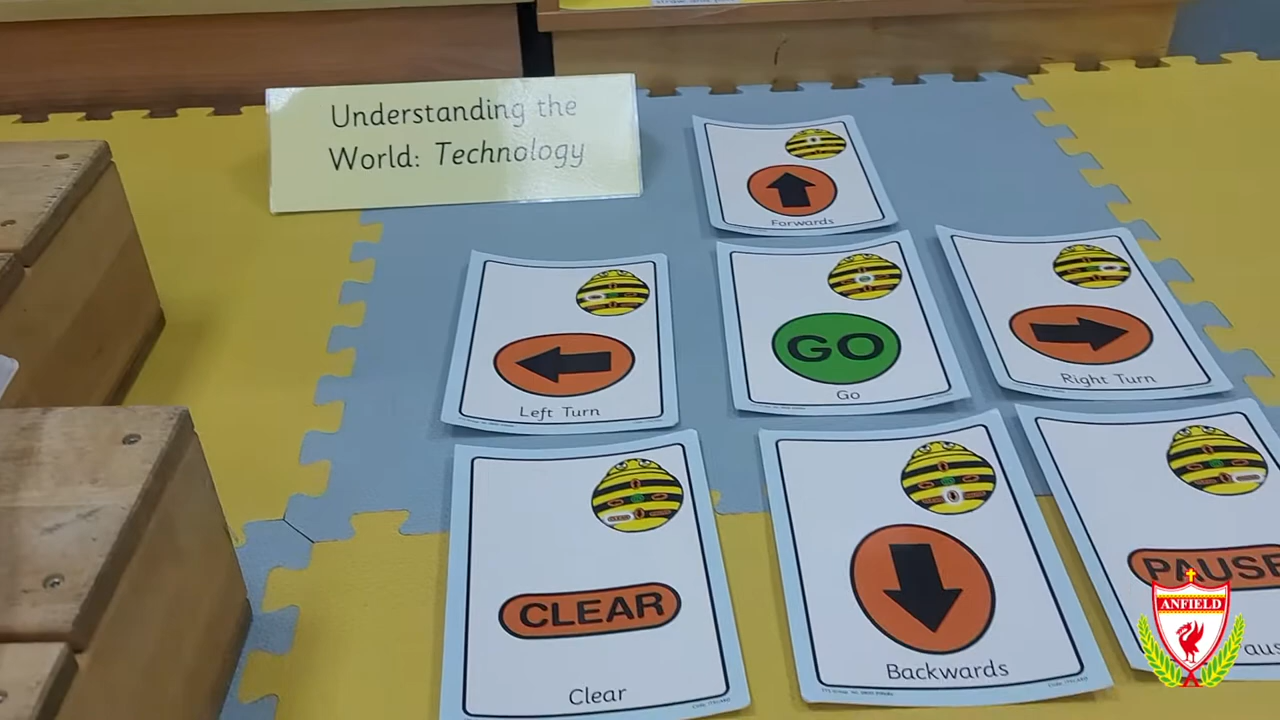 Understanding the
World: Technology
Forwards
Left Turn
GO
Go
Right Turn
CLEAR
Clear
Backwards
PAUSE
ANFIELD